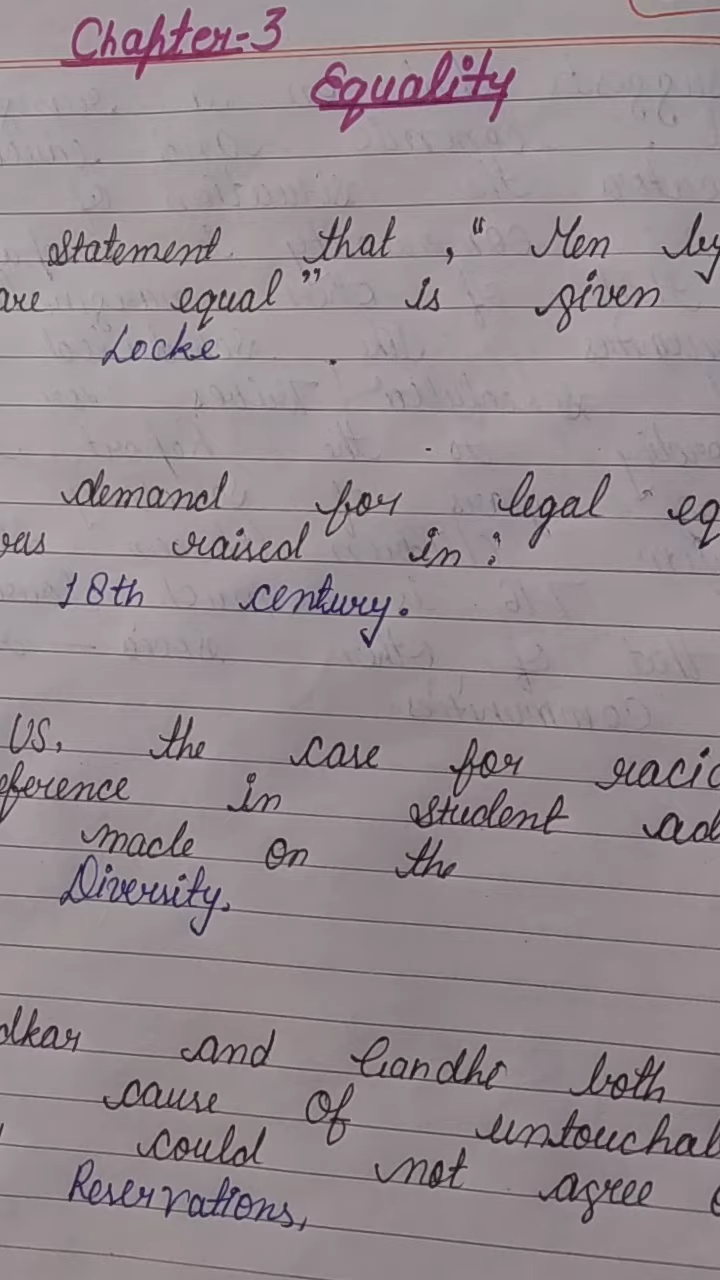 Chapter-3
Equality
statement that, "Men by
are equal" is given
Locke.
demand for legal eq
was raised in:
18th century.
US, the case for racia
eference in student ad
made on the
Diversity.
dkar and Gandhi both
cause of untouchab
could not agree
Reservations,